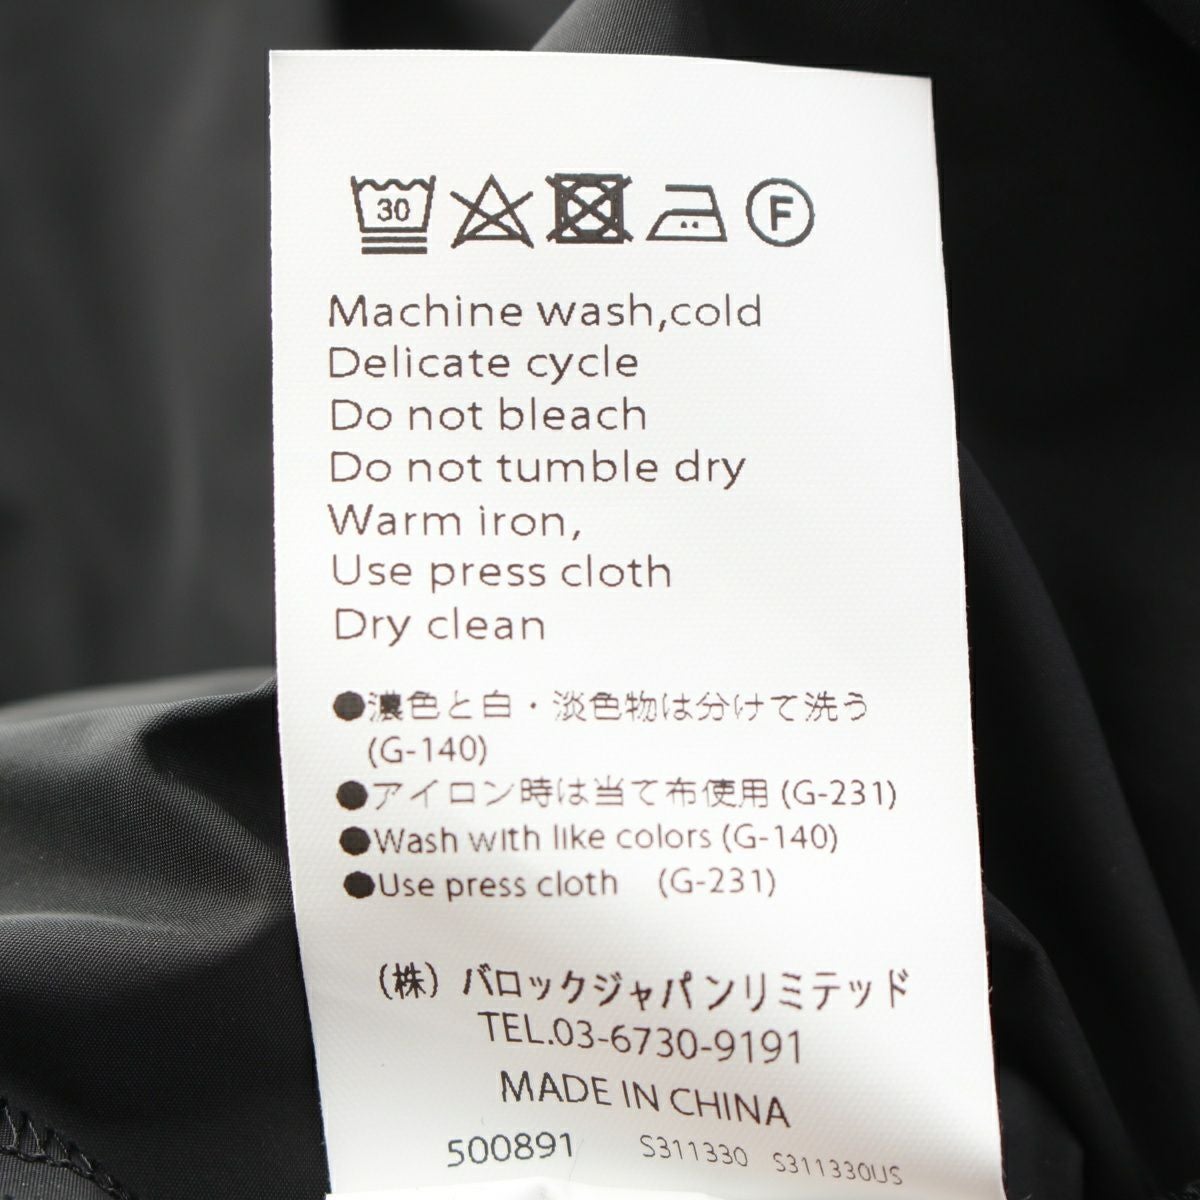 30 F
Machine wash,cold
Delicate cycle
Do not bleach
Do not tumble dry
Warm iron,
Use press cloth
Dry clean
●濃色と白・淡色物は分けて洗う
(G-140)
●アイロン時は当て布使用 (G-231)
●Wash with like colors (G-140)
●Use press cloth (G-231)
(株) バロックジャパンリミテッド
TEL.03-6730-9191
MADE IN CHINA
500891 S311330 S311330US